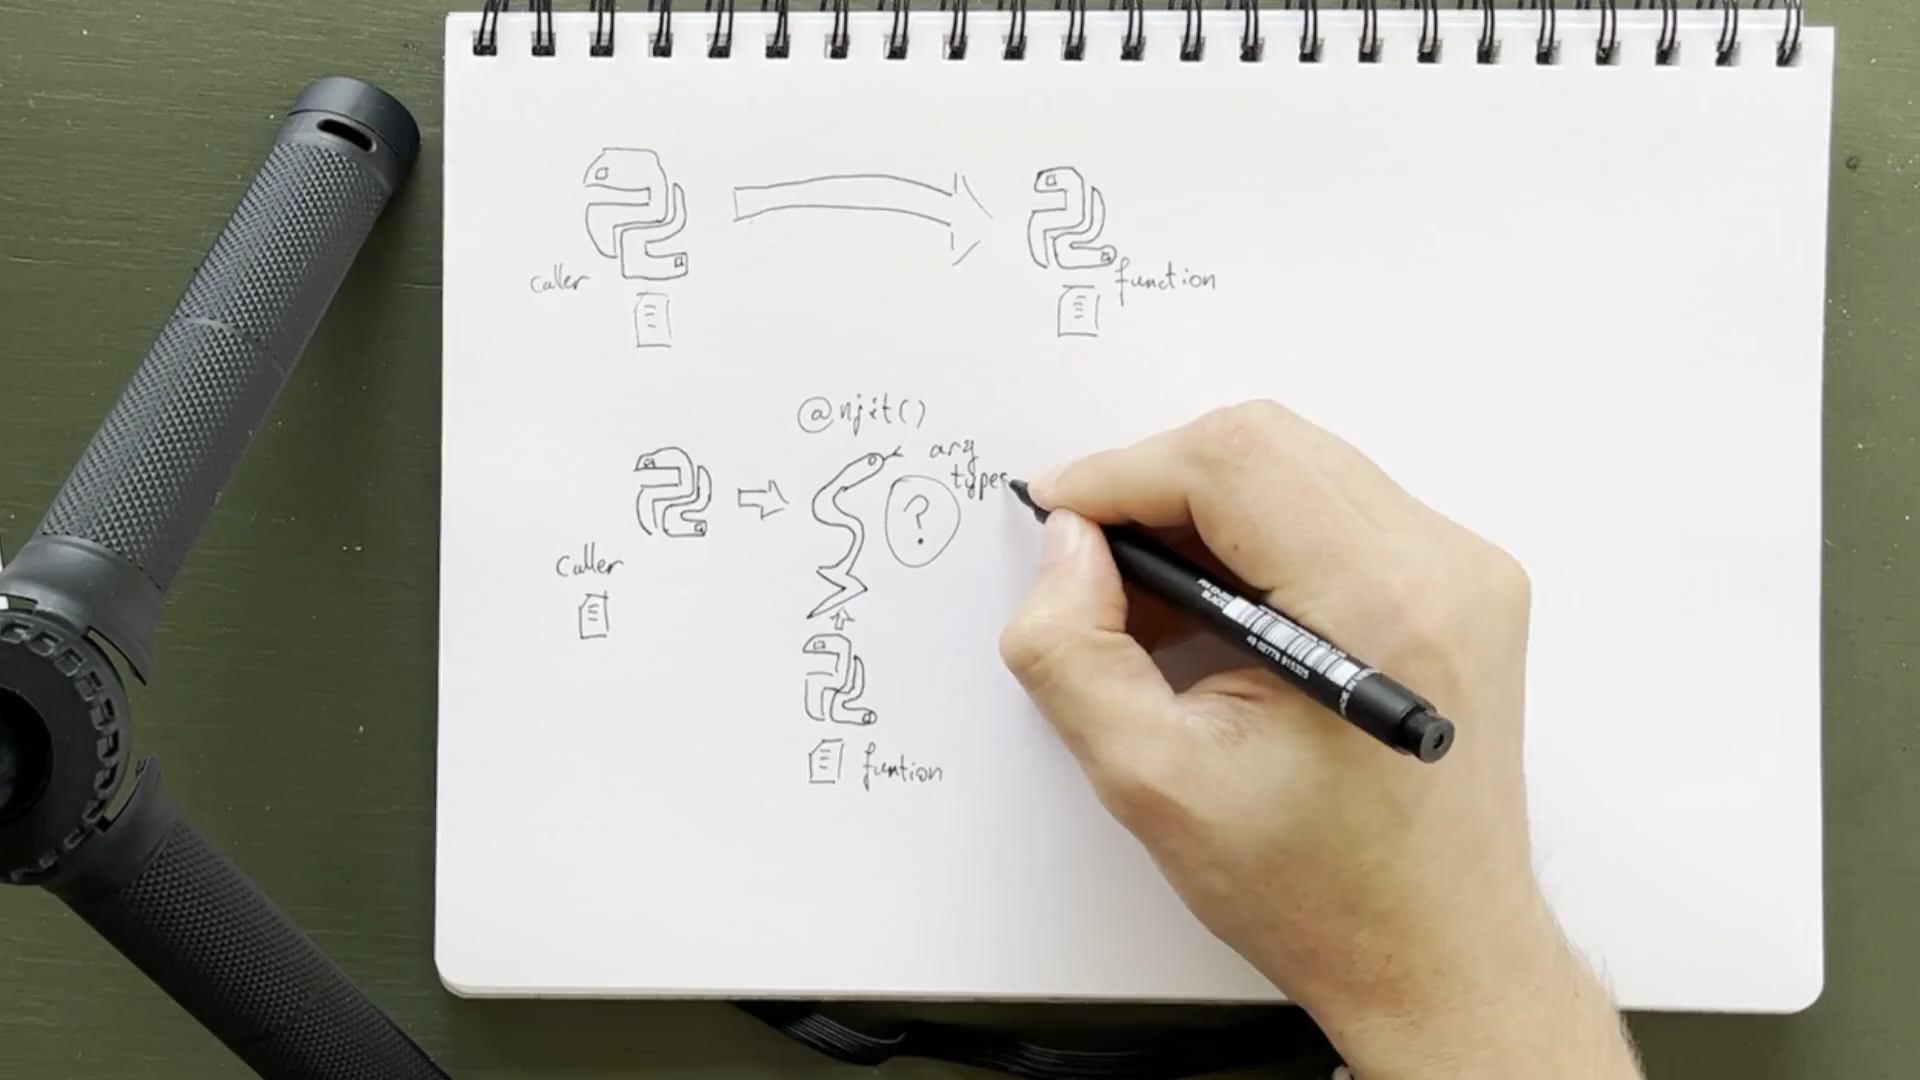 caller
function
@njit()
arg
types
?
Caller
funtion